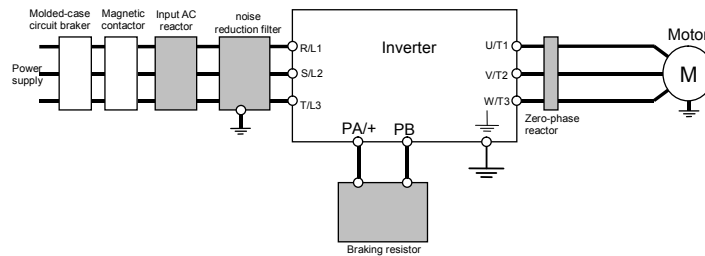 Molded-case
circuit braker
Magnetic
contactor
Input AC
reactor
noise
reduction filter
Power
supply
R/L1
S/L2
T/L3
Inverter
PA/+
PB
U/T1
V/T2
W/T3
Zero-phase
reactor
Motor
M
Braking resistor